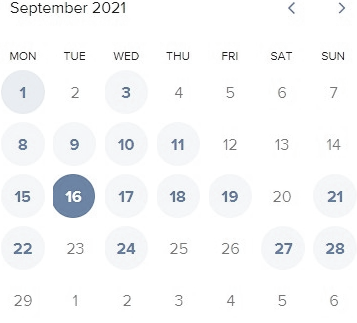 September 2021 < >
MON TUE WED THU FRI SAT SUN
1 2 3 4 5 6 7
8 9 10 11 12 13 14
15 16 17 18 19 20 21
22 23 24 25 26 27 28
29 1 2 3 4 5 6